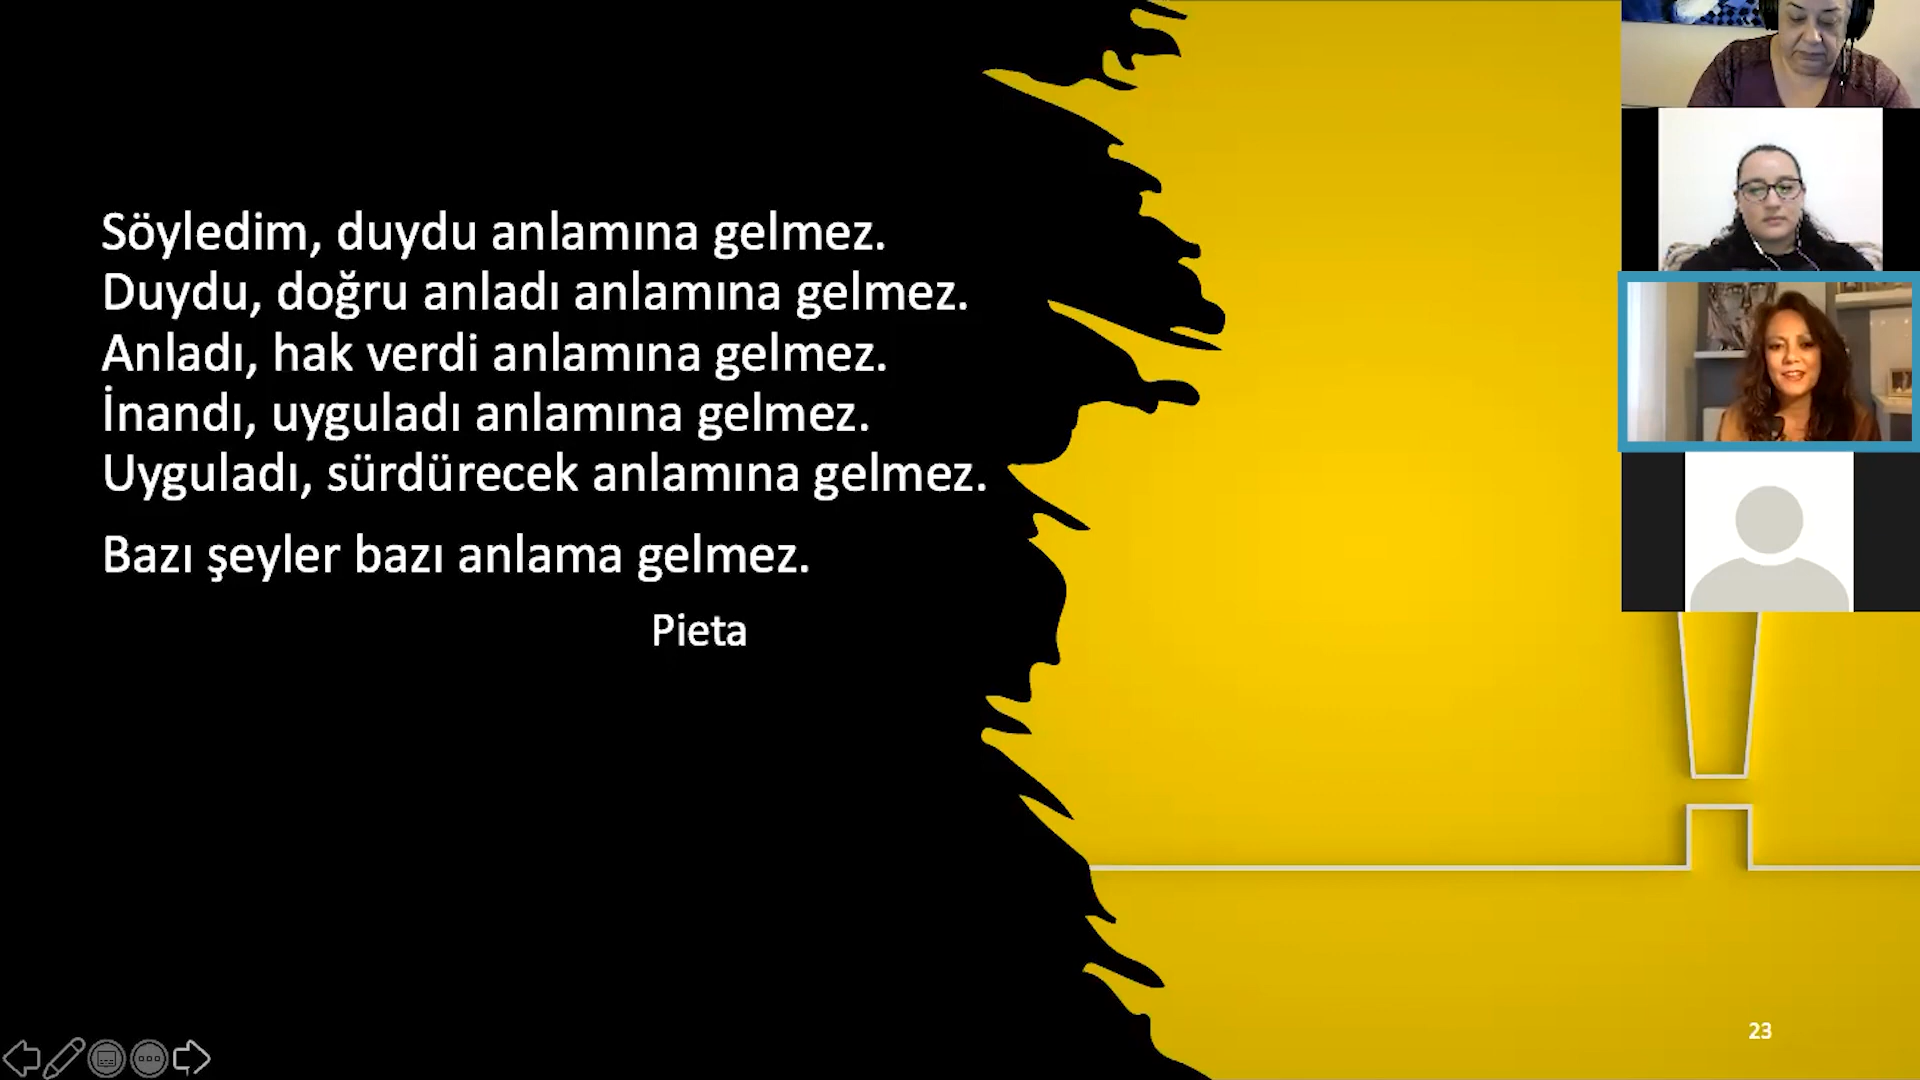 Söyledim, duydu anlamına gelmez.
Duydu, doğru anladı anlamına gelmez.
Anladı, hak verdi anlamına gelmez.
İnandı, uyguladı anlamına gelmez.
Uyguladı, sürdürecek anlamına gelmez.
Bazı şeyler bazı anlama gelmez.
Pieta
23